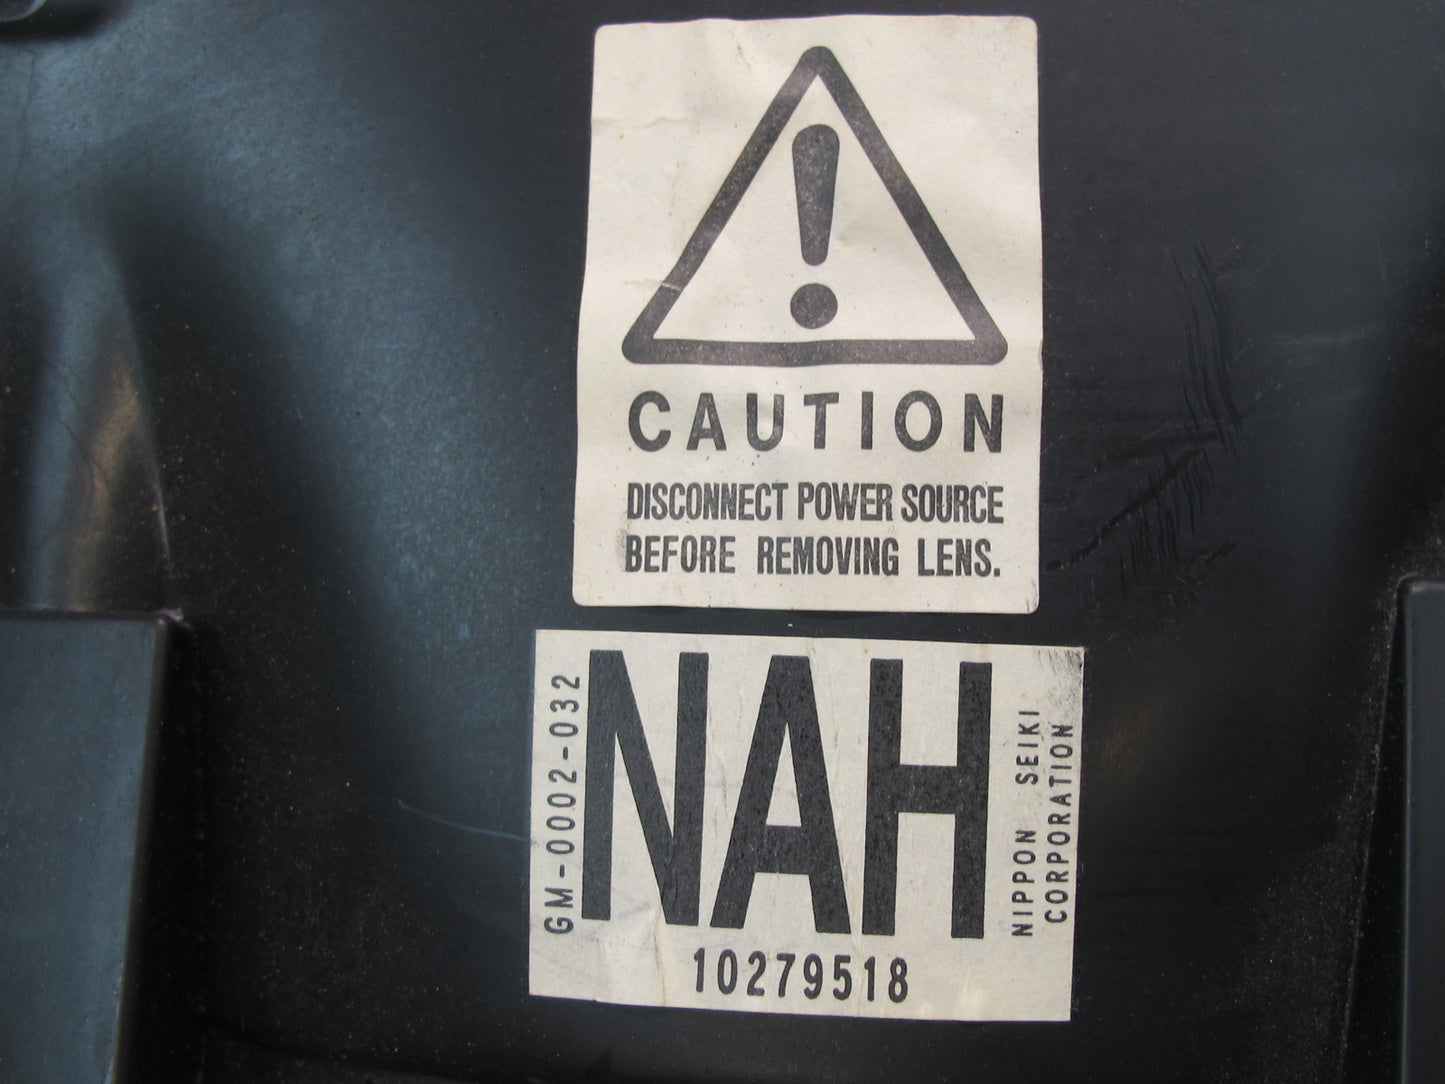 CAUTION
DISCONNECT POWER SOURCE
BEFORE REMOVING LENS.
GM-0002-032
NAH
NIPPON SEIKI
CORPORATION
10279518